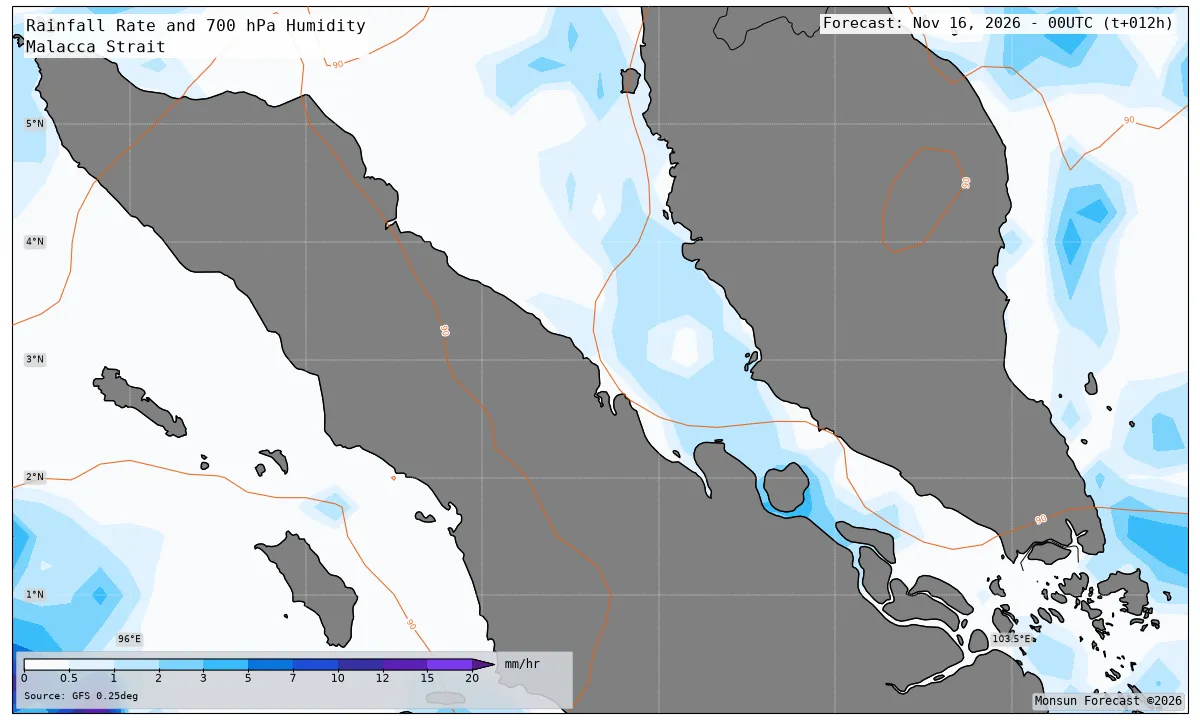 Rainfall Rate and 700 hPa Humidity
Malacca Strait
Forecast: Nov 16, 2026 - 00UTC (t+012h)
90
90
5°N
90
4°N
90
3°N
2°N
90
1°N
90
96°E
103.5°E
mm/hr
0 0.5 1 2 3 5 7 10 12 15 20
Source: GFS 0.25deg
Monsun Forecast ©2026